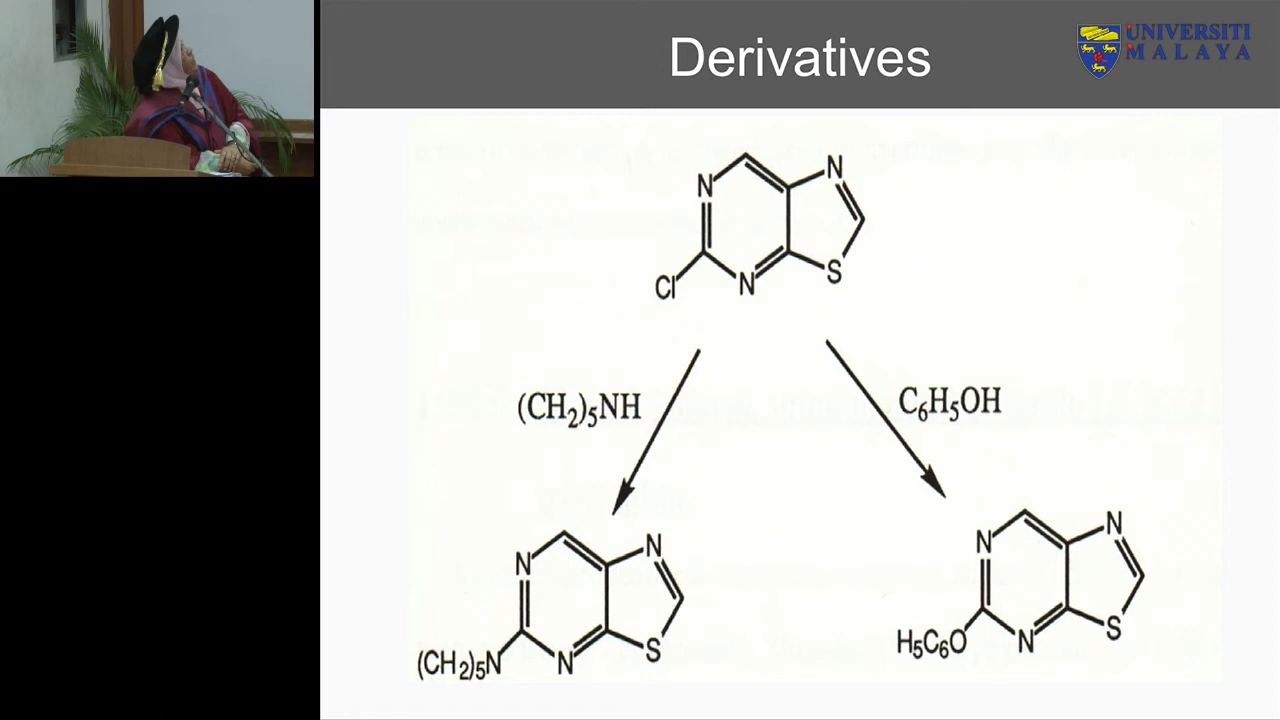 Derivatives
UNIVERSITI
MALAYA
N
N
Cl
N
S
(CH₂)₅NH
C₆H₅OH
N
N
(CH₂)₅N
N
S
N
N
H₅C₆O
N
S